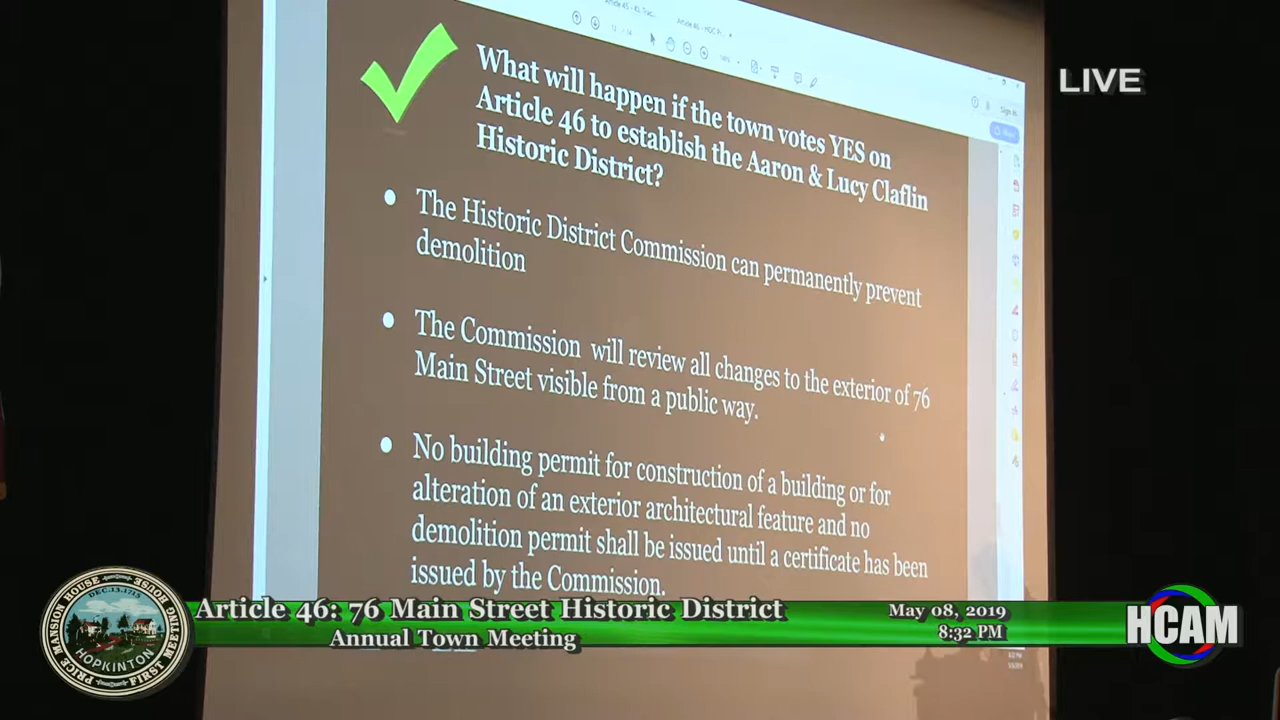 LIVE
What will happen if the town votes YES on
Article 46 to establish the Aaron & Lucy Claflin
Historic District?
• The Historic District Commission can permanently prevent
demolition
• The Commission will review all changes to the exterior of 76
Main Street visible from a public way.
• No building permit for construction of a building or for
alteration of an exterior architectural feature and no
demolition permit shall be issued until a certificate has been
issued by the Commission.
Sign In
Article 46: 76 Main Street Historic District
Annual Town Meeting
May 08, 2019
8:32 PM
HCAM
PRICE MANSION HOUSE
DEC.13.1715
HOPKINTON
FIRST MEETING HOUSE